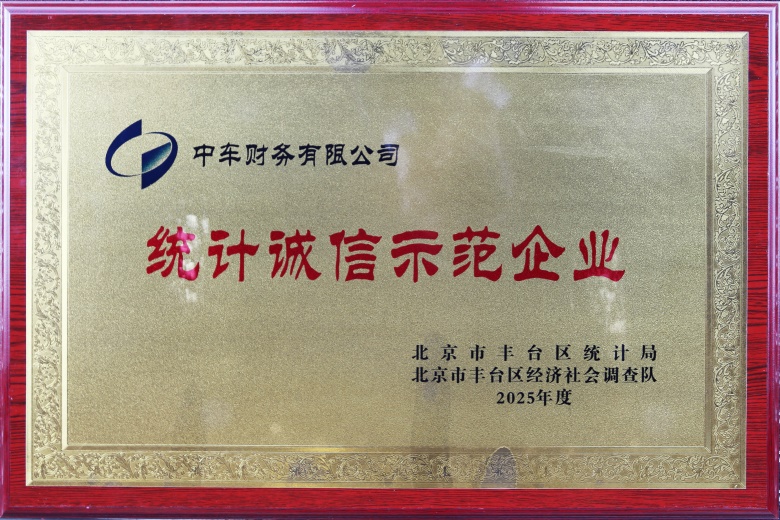 中车财务有限公司
统计诚信示范企业
北京市丰台区统计局
北京市丰台区经济社会调查队
2025年度